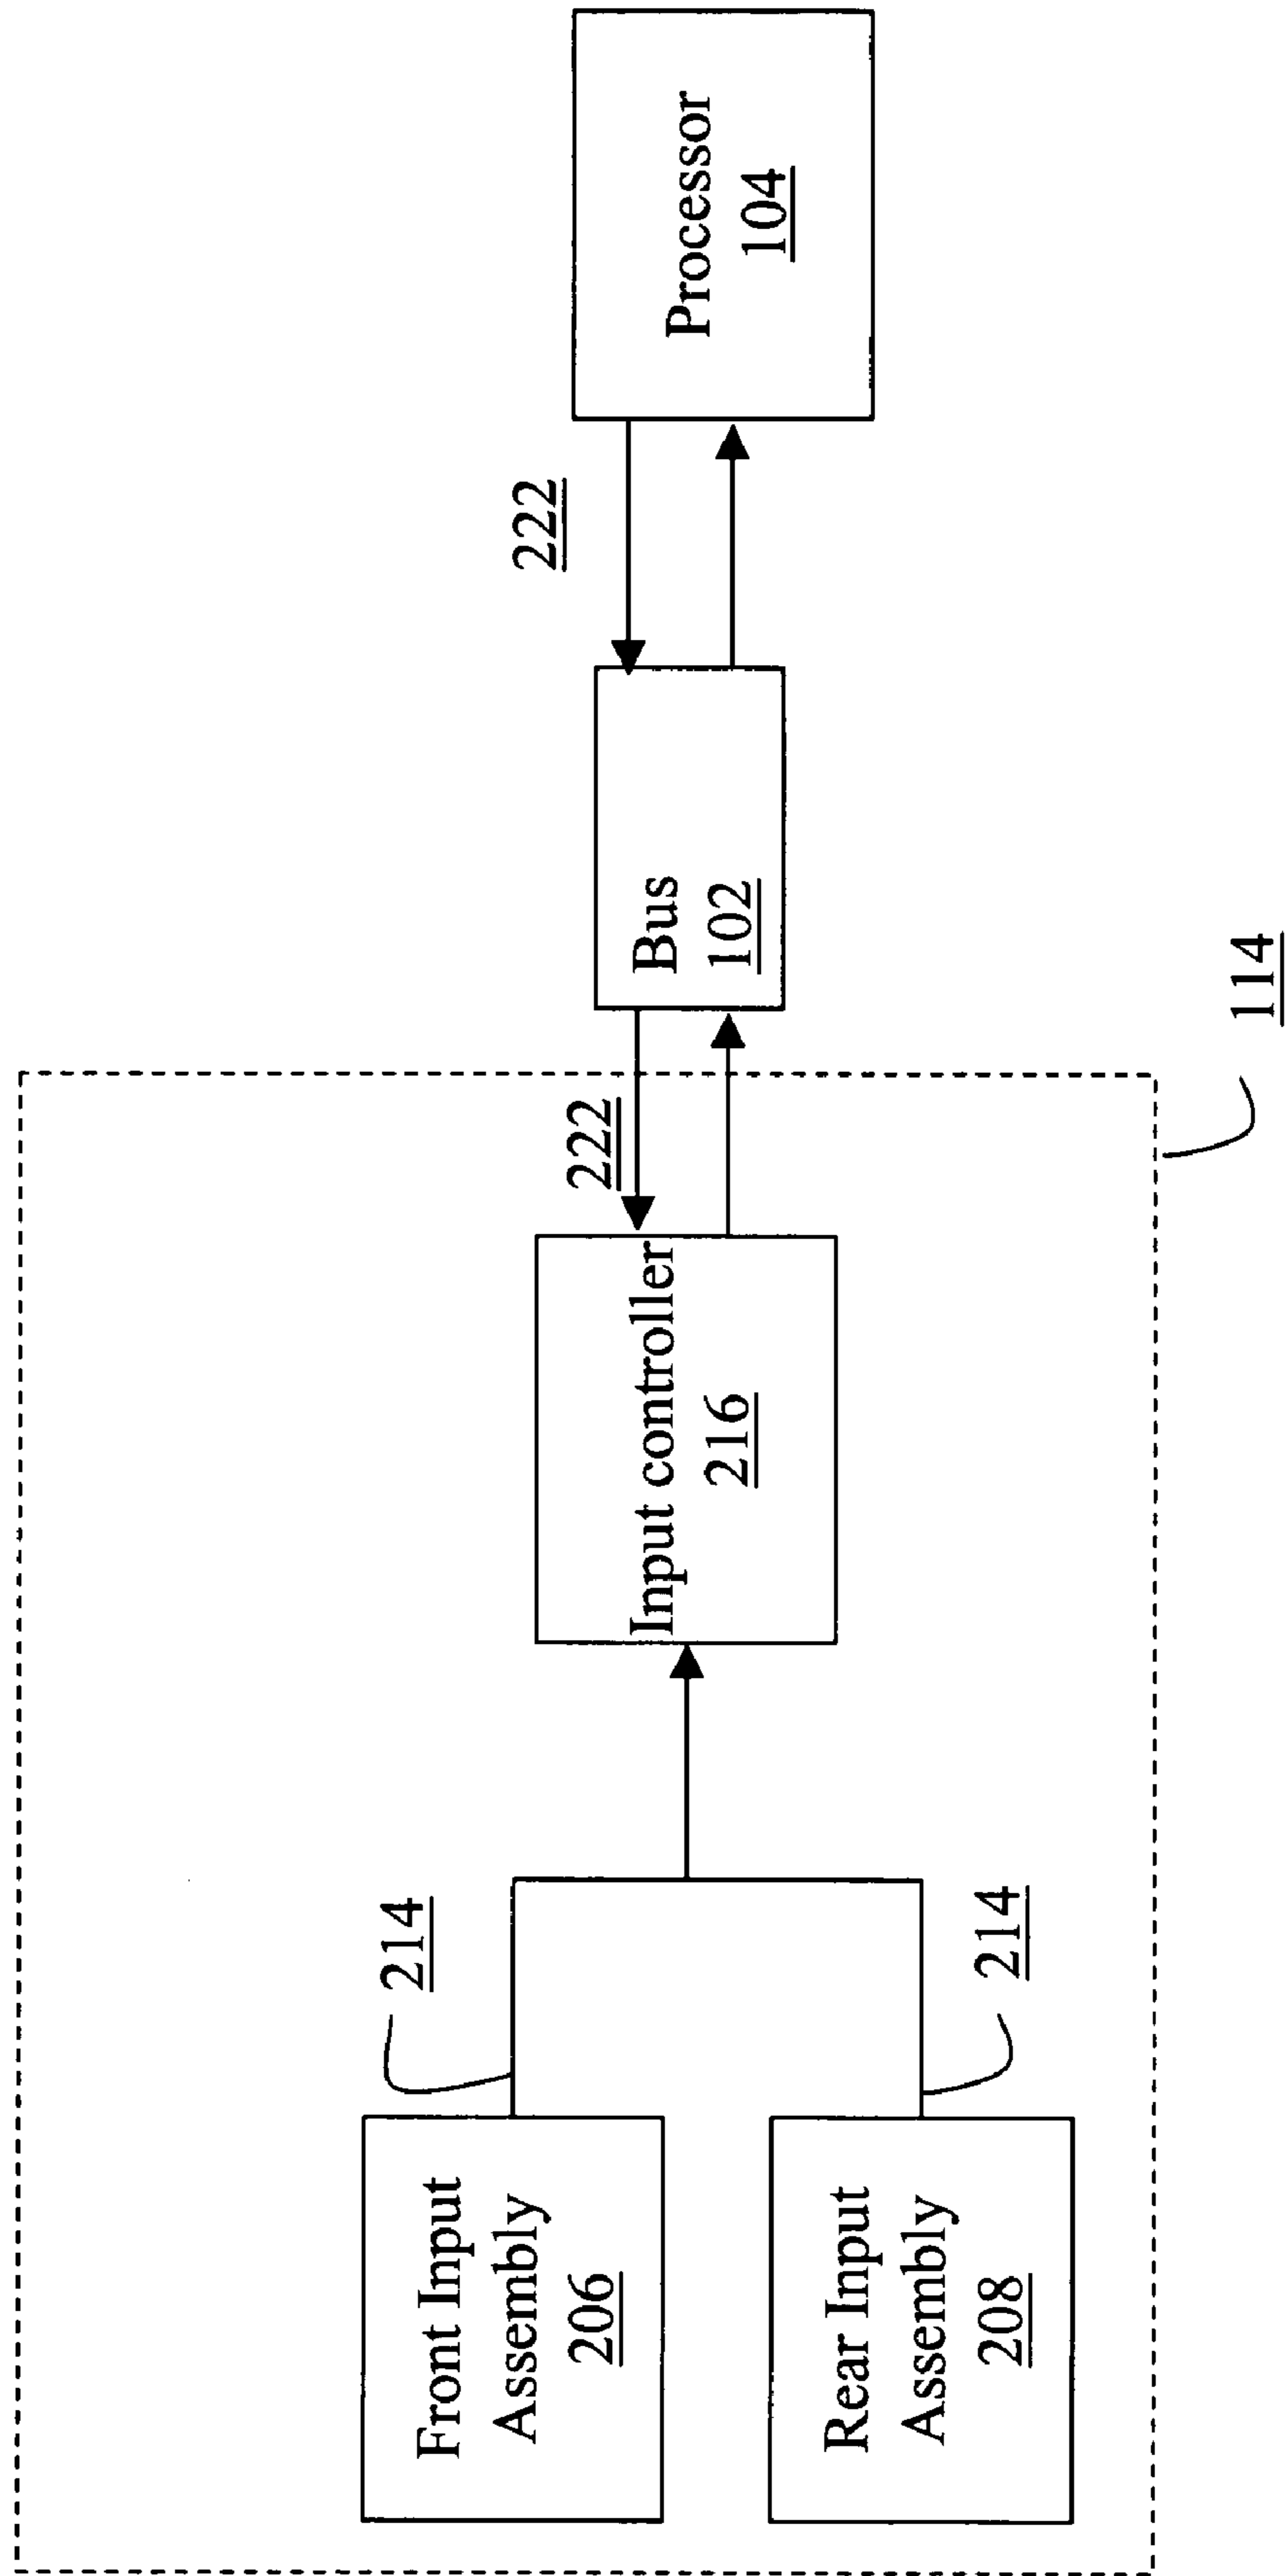 Front Input
Assembly
206
214
Rear Input
Assembly
208
214
Input controller
216
222
Bus
102
222
Processor
104
114